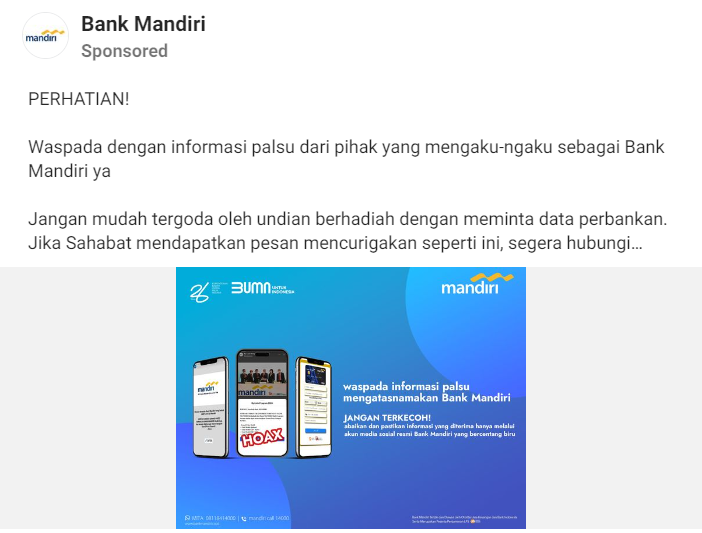 Bank Mandiri
Sponsored
mandiri
PERHATIAN!
Waspada dengan informasi palsu dari pihak yang mengaku-ngaku sebagai Bank
Mandiri ya
Jangan mudah tergoda oleh undian berhadiah dengan meminta data perbankan.
Jika Sahabat mendapatkan pesan mencurigakan seperti ini, segera hubungi...
26
BUMN UNTUK
INDONESIA
mandiri
mandiri
mandiri
HOAX
waspada informasi palsu
mengatasnamakan Bank Mandiri
JANGAN TERKECOH!
abaikan dan pastikan informasi yang diterima hanya melalui
akun media sosial resmi Bank Mandiri yang bercentang biru
mandiri call 14000